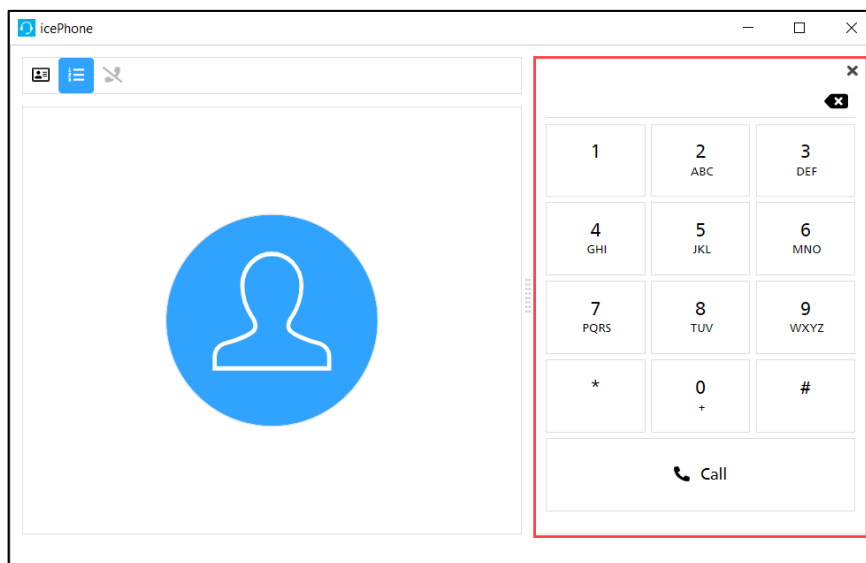 icePhone
1
2
ABC
3
DEF
4
GHI
5
JKL
6
MNO
7
PQRS
8
TUV
9
WXYZ
*
0
+
#
Call